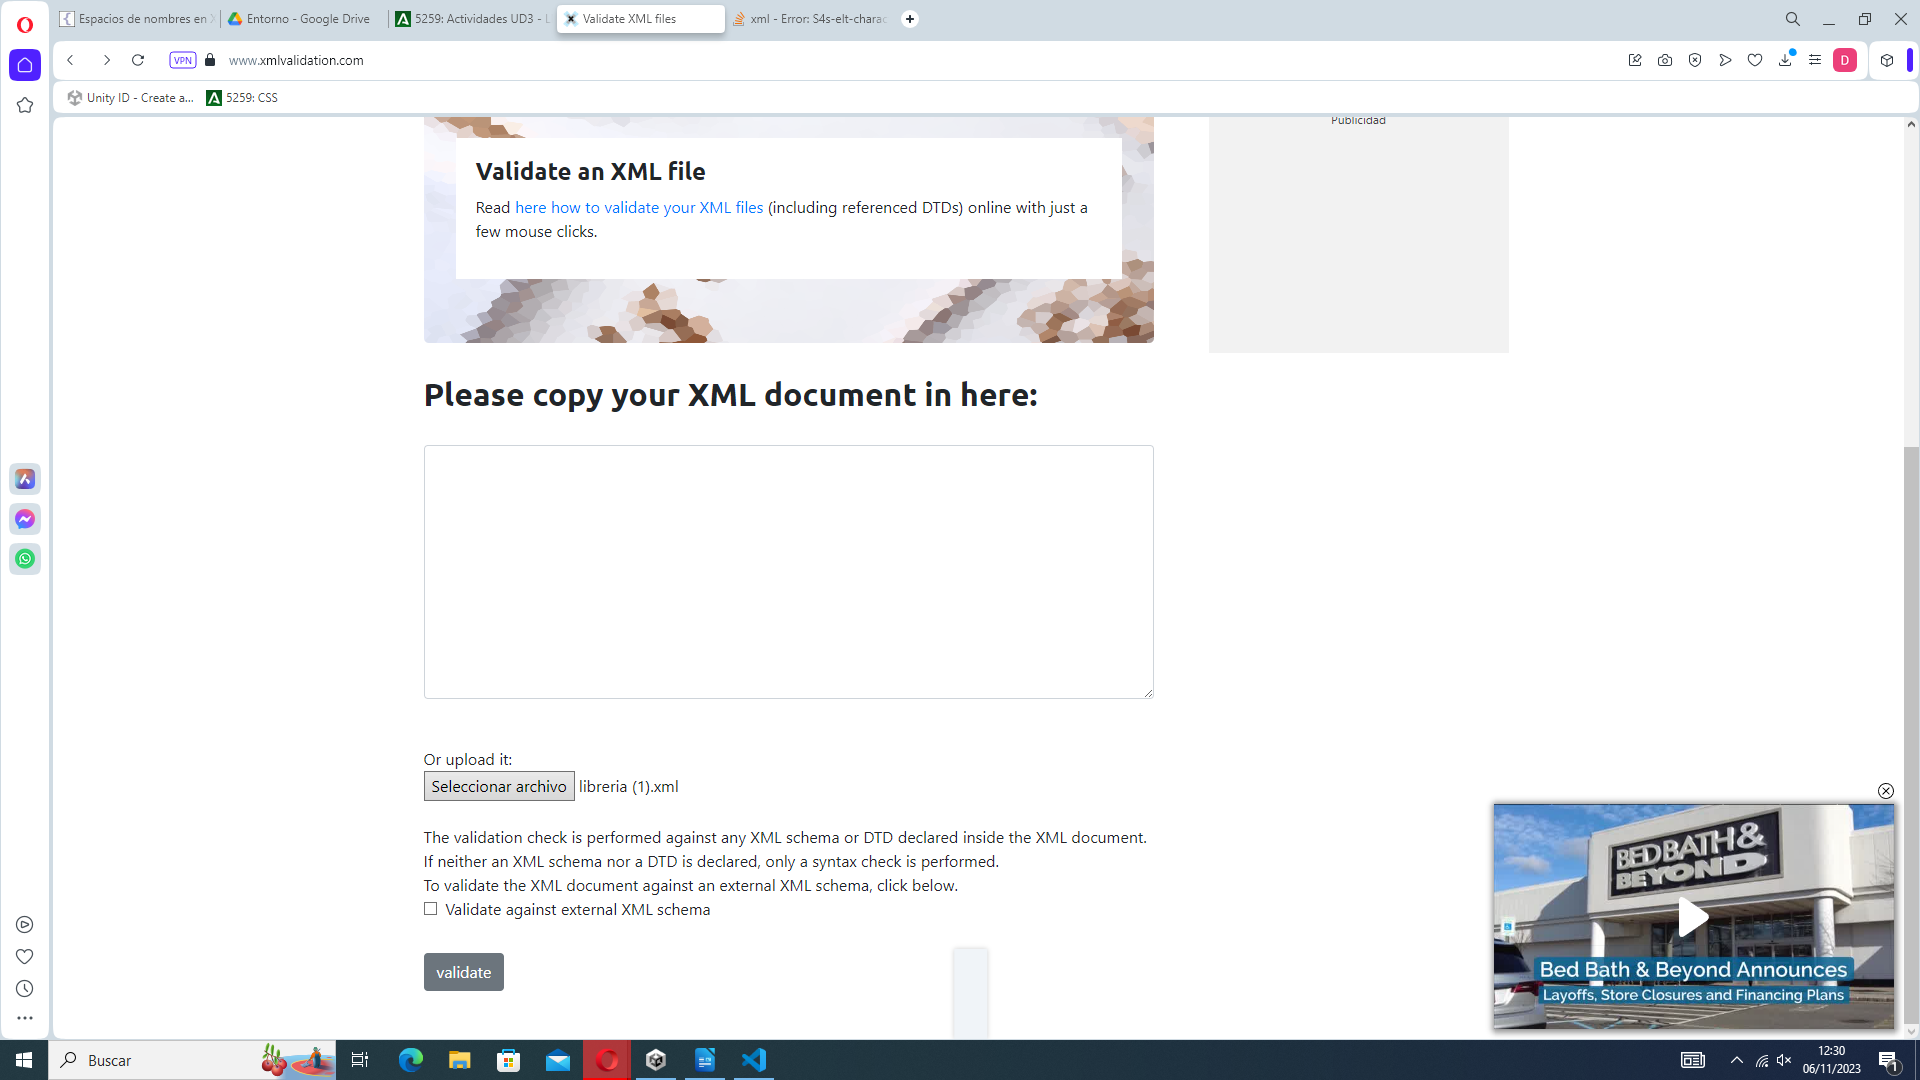 Espacios de nombres en X
Entorno - Google Drive
5259: Actividades UD3 - L
Validate XML files
xml - Error: S4s-elt-charac
VPN
www.xmlvalidation.com
D
Unity ID - Create a...
5259: CSS
Publicidad
Validate an XML file
Read here how to validate your XML files (including referenced DTDs) online with just a
few mouse clicks.
Please copy your XML document in here:
Or upload it:
Seleccionar archivo libreria (1).xml
The validation check is performed against any XML schema or DTD declared inside the XML document.
If neither an XML schema nor a DTD is declared, only a syntax check is performed.
To validate the XML document against an external XML schema, click below.
Validate against external XML schema
validate
BED BATH &
BEYOND
Bed Bath & Beyond Announces
Layoffs, Store Closures and Financing Plans
Buscar
12:30
06/11/2023
1